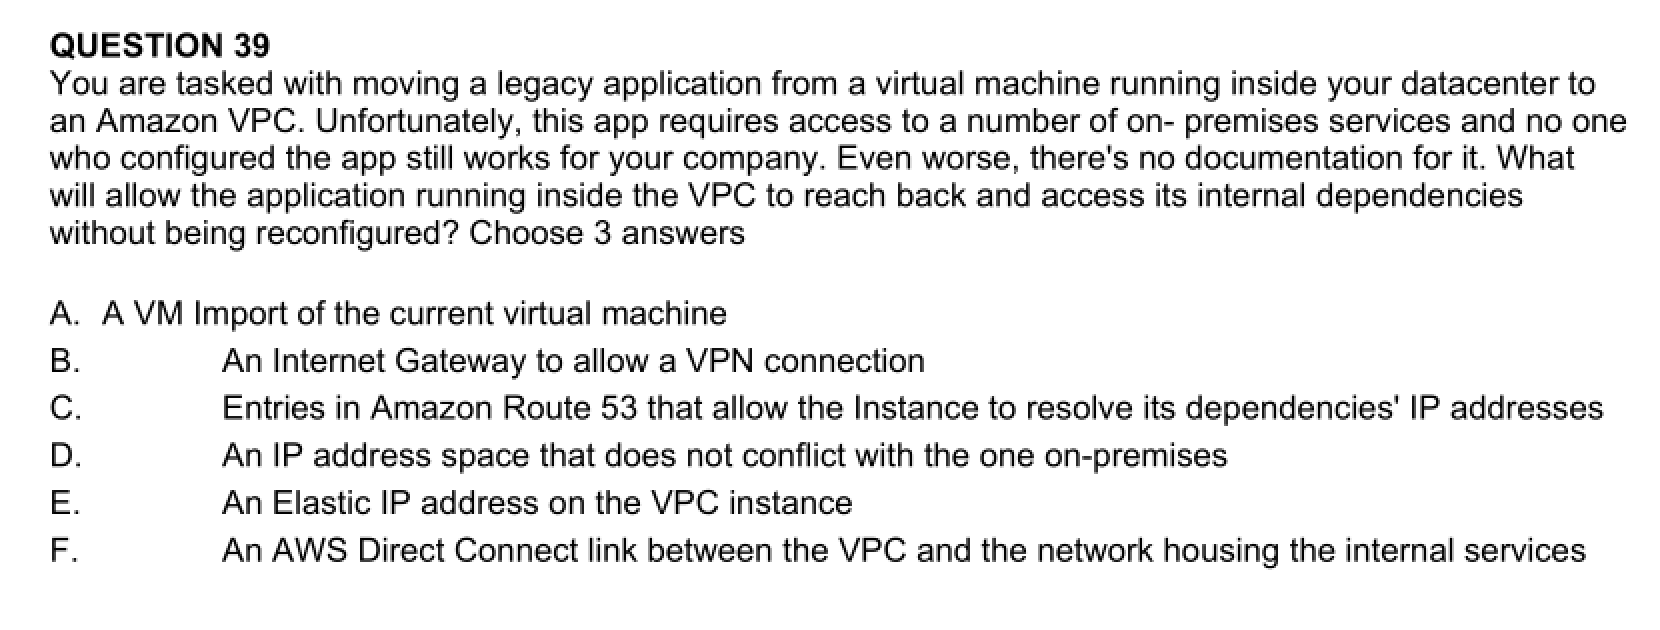 QUESTION 39
You are tasked with moving a legacy application from a virtual machine running inside your datacenter to
an Amazon VPC. Unfortunately, this app requires access to a number of on- premises services and no one
who configured the app still works for your company. Even worse, there's no documentation for it. What
will allow the application running inside the VPC to reach back and access its internal dependencies
without being reconfigured? Choose 3 answers
A. A VM Import of the current virtual machine
B. An Internet Gateway to allow a VPN connection
C. Entries in Amazon Route 53 that allow the Instance to resolve its dependencies' IP addresses
D. An IP address space that does not conflict with the one on-premises
E. An Elastic IP address on the VPC instance
F. An AWS Direct Connect link between the VPC and the network housing the internal services